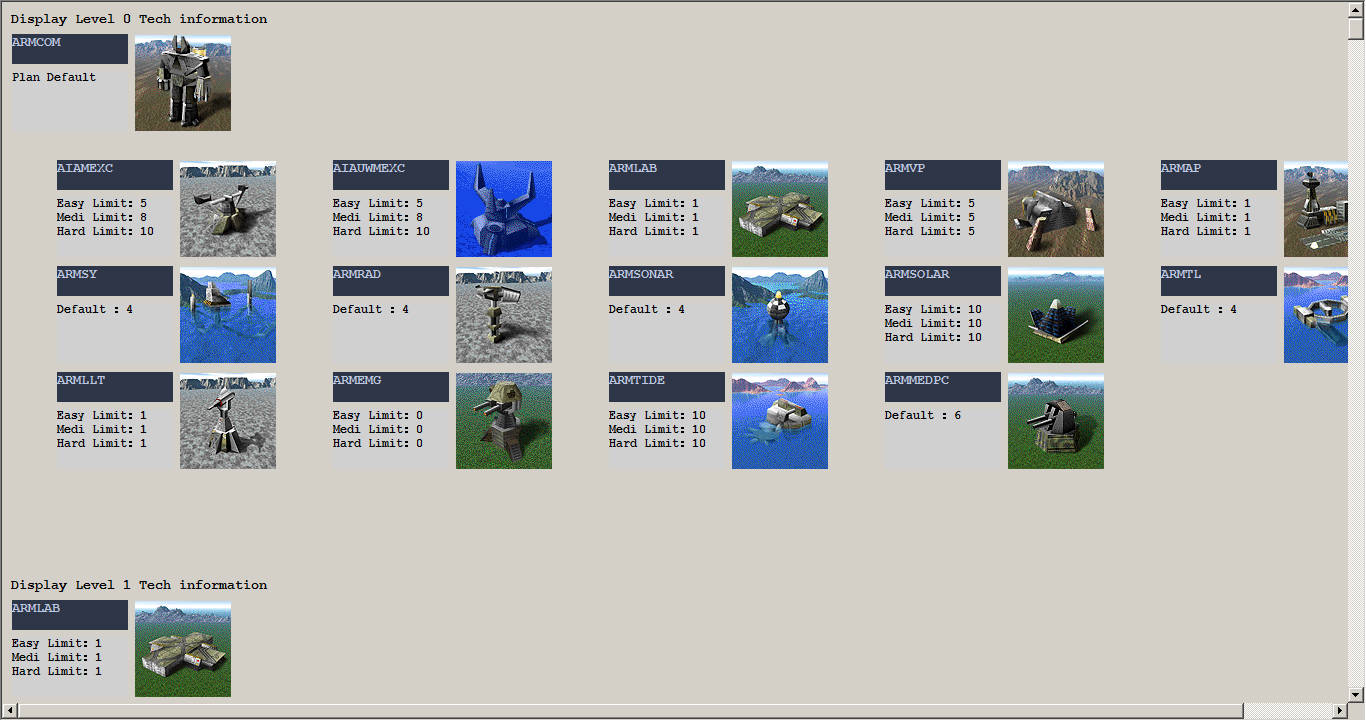 Display Level 0 Tech information
ARMCOM
Plan Default
AIAMEXC
Easy Limit: 5
Medi Limit: 8
Hard Limit: 10
AIAUWMEXC
Easy Limit: 5
Medi Limit: 8
Hard Limit: 10
ARMLAB
Easy Limit: 1
Medi Limit: 1
Hard Limit: 1
ARMVP
Easy Limit: 5
Medi Limit: 5
Hard Limit: 5
ARMAP
Easy Limit: 1
Medi Limit: 1
Hard Limit: 1
ARMSY
Default : 4
ARMRAD
Default : 4
ARMSONAR
Default : 4
ARMSOLAR
Easy Limit: 10
Medi Limit: 10
Hard Limit: 10
ARMTL
Default : 4
ARMLLT
Easy Limit: 1
Medi Limit: 1
Hard Limit: 1
ARMEMG
Easy Limit: 0
Medi Limit: 0
Hard Limit: 0
ARMTIDE
Easy Limit: 10
Medi Limit: 10
Hard Limit: 10
ARMMEDPC
Default : 6
Display Level 1 Tech information
ARMLAB
Easy Limit: 1
Medi Limit: 1
Hard Limit: 1